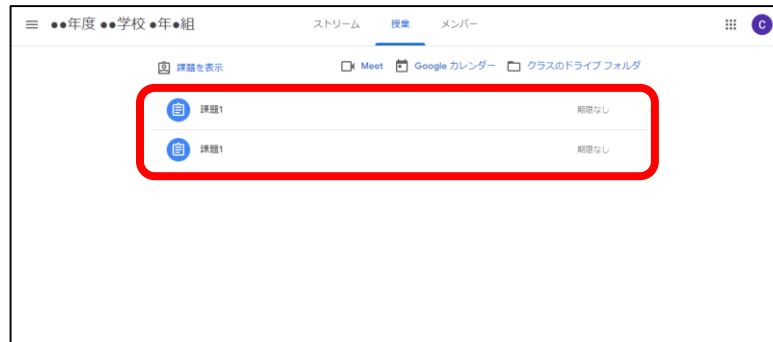 ●●年度 ●●学校 ●年●組 ストリーム 授業 メンバー C
課題を表示 Meet Google カレンダー クラスのドライブ フォルダ
課題1 期限なし
課題1 期限なし